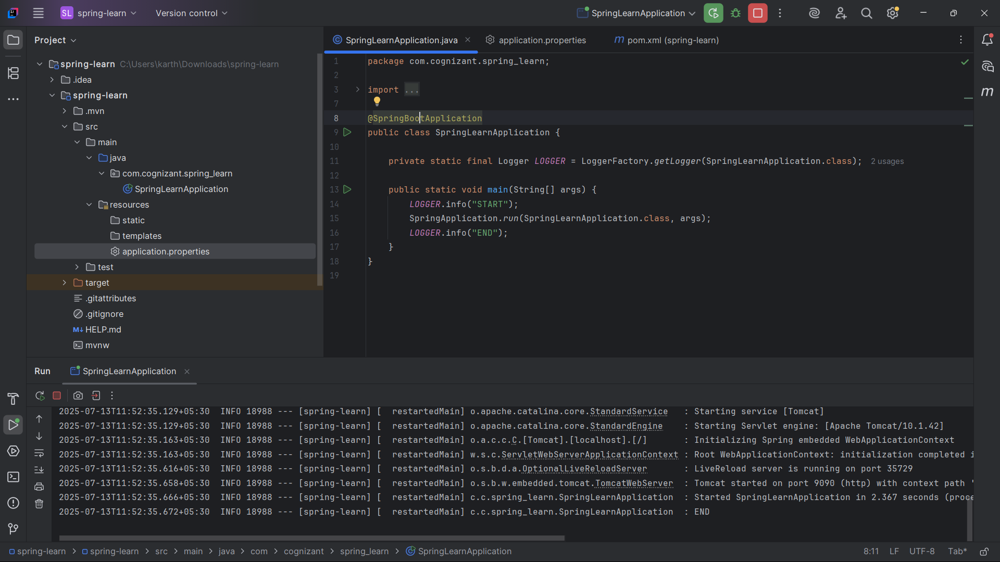 SL spring-learn Version control SpringLearnApplication
Project
spring-learn C:\Users\karth\Downloads\spring-learn
.idea
spring-learn
.mvn
src
main
java
com.cognizant.spring_learn
SpringLearnApplication
resources
static
templates
application.properties
test
target
.gitattributes
.gitignore
M↓ HELP.md
mvnw
SpringLearnApplication.java application.properties m pom.xml (spring-learn)
1 package com.cognizant.spring_learn;
2
3 import ...
7
8 @SpringBootApplication
9 public class SpringLearnApplication {
10
11 private static final Logger LOGGER = LoggerFactory.getLogger(SpringLearnApplication.class); 2 usages
12
13 public static void main(String[] args) {
14 LOGGER.info("START");
15 SpringApplication.run(SpringLearnApplication.class, args);
16 LOGGER.info("END");
17 }
18 }
19
m
Run SpringLearnApplication
2025-07-13T11:52:35.129+05:30 INFO 18988 --- [spring-learn] [ restartedMain] o.apache.catalina.core.StandardService : Starting service [Tomcat]
2025-07-13T11:52:35.129+05:30 INFO 18988 --- [spring-learn] [ restartedMain] o.apache.catalina.core.StandardEngine : Starting Servlet engine: [Apache Tomcat/10.1.42]
2025-07-13T11:52:35.163+05:30 INFO 18988 --- [spring-learn] [ restartedMain] o.a.c.c.C.[Tomcat].[localhost].[/] : Initializing Spring embedded WebApplicationContext
2025-07-13T11:52:35.163+05:30 INFO 18988 --- [spring-learn] [ restartedMain] w.s.c.ServletWebServerApplicationContext : Root WebApplicationContext: initialization completed i
2025-07-13T11:52:35.616+05:30 INFO 18988 --- [spring-learn] [ restartedMain] o.s.b.d.a.OptionalLiveReloadServer : LiveReload server is running on port 35729
2025-07-13T11:52:35.658+05:30 INFO 18988 --- [spring-learn] [ restartedMain] o.s.b.w.embedded.tomcat.TomcatWebServer : Tomcat started on port 9090 (http) with context path '
2025-07-13T11:52:35.666+05:30 INFO 18988 --- [spring-learn] [ restartedMain] c.c.spring_learn.SpringLearnApplication : Started SpringLearnApplication in 2.367 seconds (proce
2025-07-13T11:52:35.672+05:30 INFO 18988 --- [spring-learn] [ restartedMain] c.c.spring_learn.SpringLearnApplication : END
spring-learn > spring-learn > src > main > java > com > cognizant > spring_learn > SpringLearnApplication 8:11 LF UTF-8 Tab*